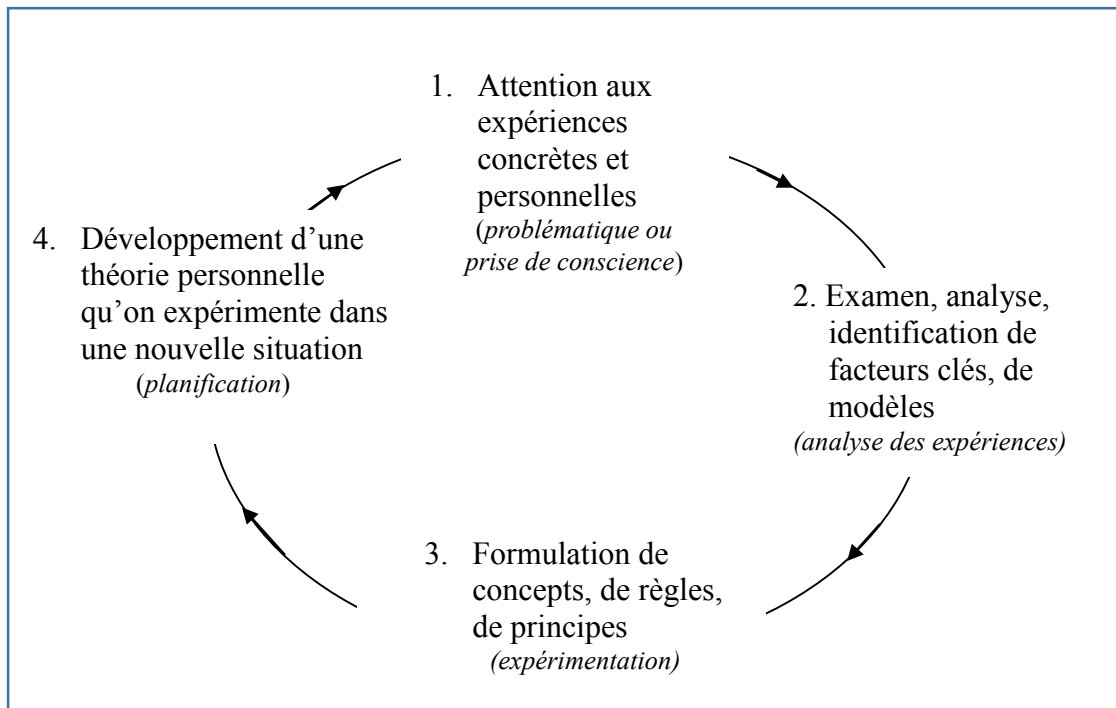 1. Attention aux
expériences
concrètes et
personnelles
(problématique ou
prise de conscience)
2. Examen, analyse,
identification de
facteurs clés, de
modèles
(analyse des expériences)
3. Formulation de
concepts, de règles,
de principes
(expérimentation)
4. Développement d’une
théorie personnelle
qu’on expérimente dans
une nouvelle situation
(planification)